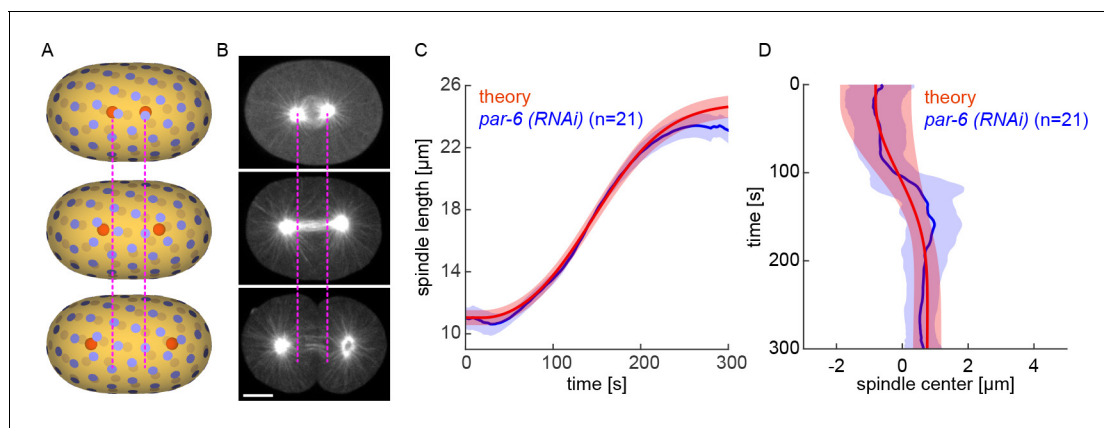 A
B
C
D
26
22
18
14
10
0
100
200
300
spindle length [µm]
time [s]
theory
par-6 (RNAi) (n=21)
0
100
200
300
-2
0
2
4
time [s]
spindle center [µm]
theory
par-6 (RNAi) (n=21)